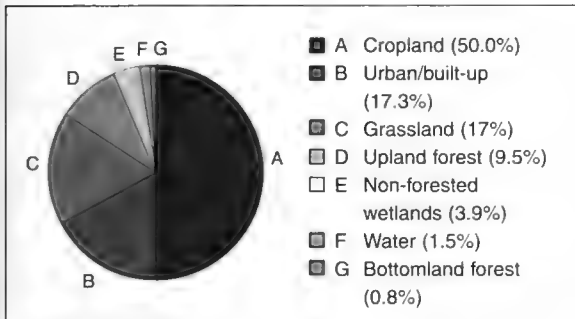 E F G
D
C
A
B
A Cropland (50.0%)
B Urban/built-up
(17.3%)
C Grassland (17%)
D Upland forest (9.5%)
E Non-forested
wetlands (3.9%)
F Water (1.5%)
G Bottomland forest
(0.8%)